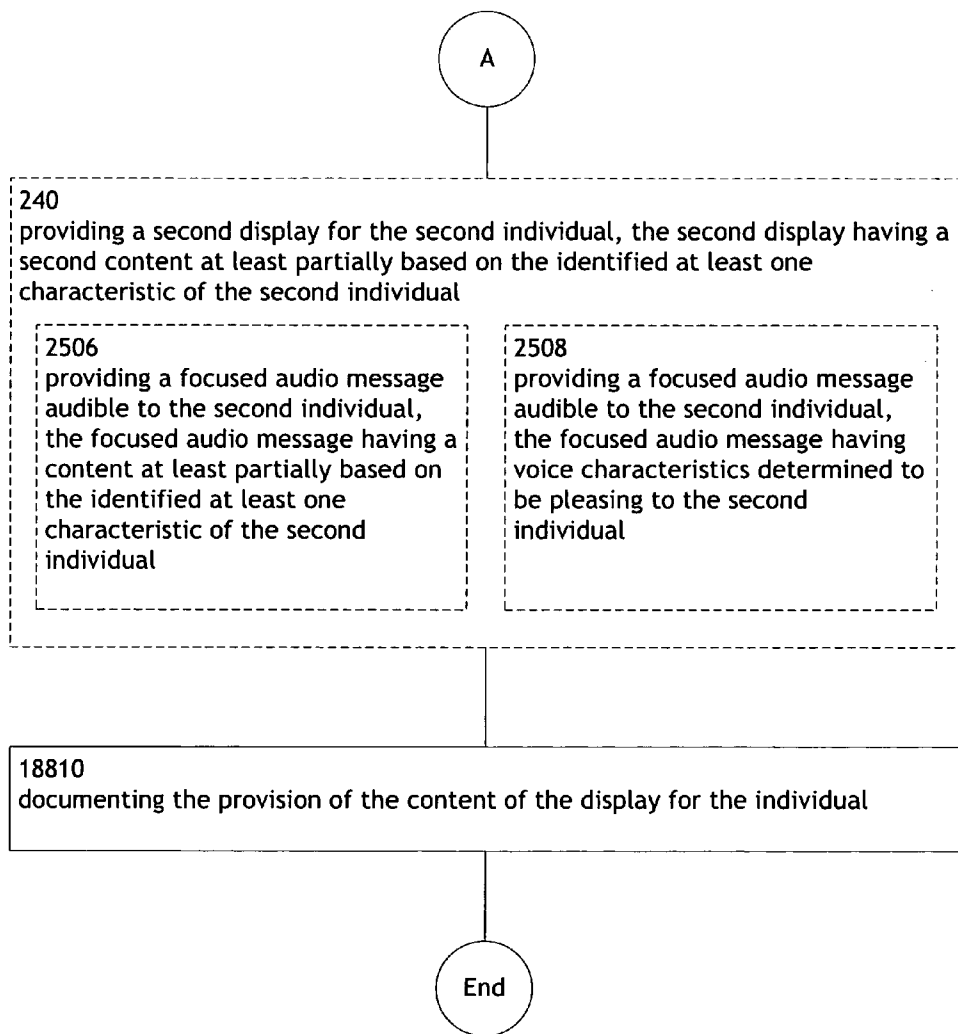 A
240
providing a second display for the second individual, the second display having a
second content at least partially based on the identified at least one
characteristic of the second individual
2506
providing a focused audio message
audible to the second individual,
the focused audio message having a
content at least partially based on
the identified at least one
characteristic of the second
individual
2508
providing a focused audio message
audible to the second individual,
the focused audio message having
voice characteristics determined to
be pleasing to the second
individual
18810
documenting the provision of the content of the display for the individual
End